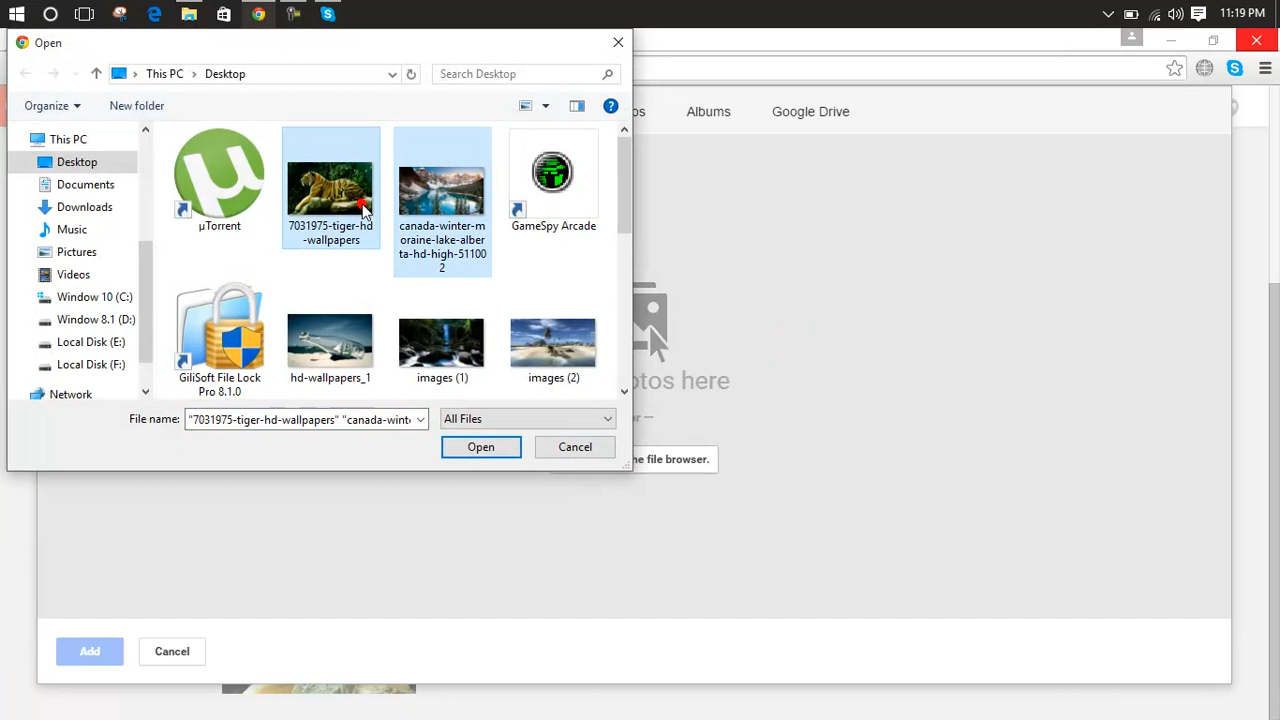 11:19 PM
Open
This PC
Desktop
Search Desktop
Organize
New folder
Albums
Google Drive
This PC
Desktop
Documents
Downloads
Music
Pictures
Videos
Window 10 (C:)
Window 8.1 (D:)
Local Disk (E:)
Local Disk (F:)
Network
µTorrent
7031975-tiger-hd
-wallpapers
canada-winter-m
oraine-lake-alber
ta-hd-high-51100
2
GameSpy Arcade
GiliSoft File Lock
Pro 8.1.0
hd-wallpapers_1
images (1)
images (2)
File name:
"7031975-tiger-hd-wallpapers" "canada-winte
All Files
Open
Cancel
otos here
or —
he file browser.
Add
Cancel